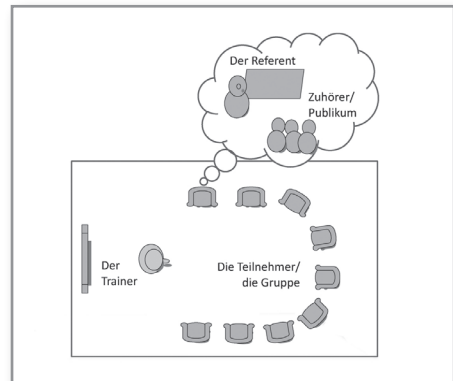 Der Referent
Zuhörer/
Publikum
Der
Trainer
Die Teilnehmer/
die Gruppe